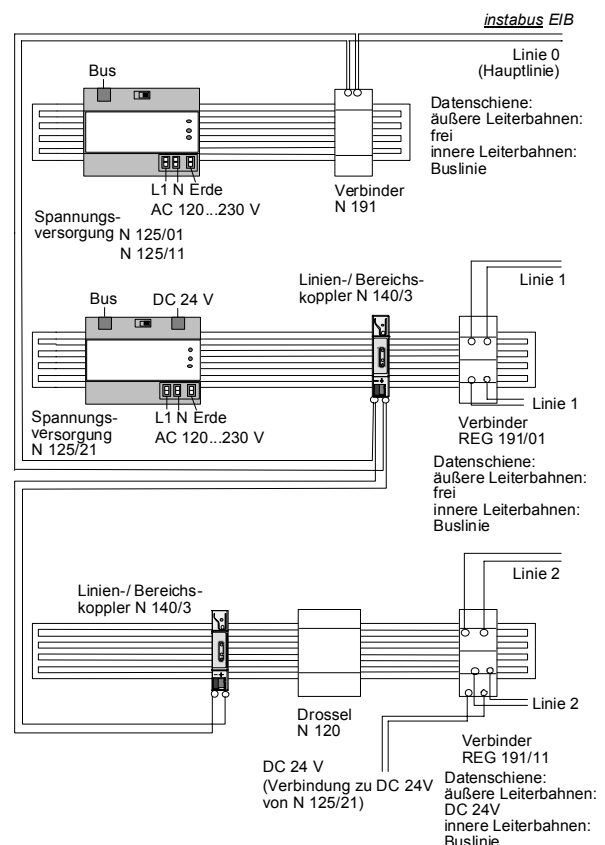 instabus EIB
Linie 0
(Hauptlinie)
Bus
Datenschiene:
äußere Leiterbahnen:
frei
innere Leiterbahnen:
Buslinie
L1 N Erde
AC 120...230 V
Verbinder
N 191
Spannungs-
versorgung N 125/01
N 125/11
Linien-/ Bereichs-
koppler N 140/3
Linie 1
Bus
DC 24 V
Linie 1
L1 N Erde
AC 120...230 V
Spannungs-
versorgung
N 125/21
Verbinder
REG 191/01
Datenschiene:
äußere Leiterbahnen:
frei
innere Leiterbahnen:
Buslinie
Linie 2
Linien-/ Bereichs-
koppler N 140/3
Linie 2
Drossel
N 120
DC 24 V
(Verbindung zu DC 24V
von N 125/21)
Verbinder
REG 191/11
Datenschiene:
äußere Leiterbahnen:
DC 24V
innere Leiterbahnen:
Buslinie